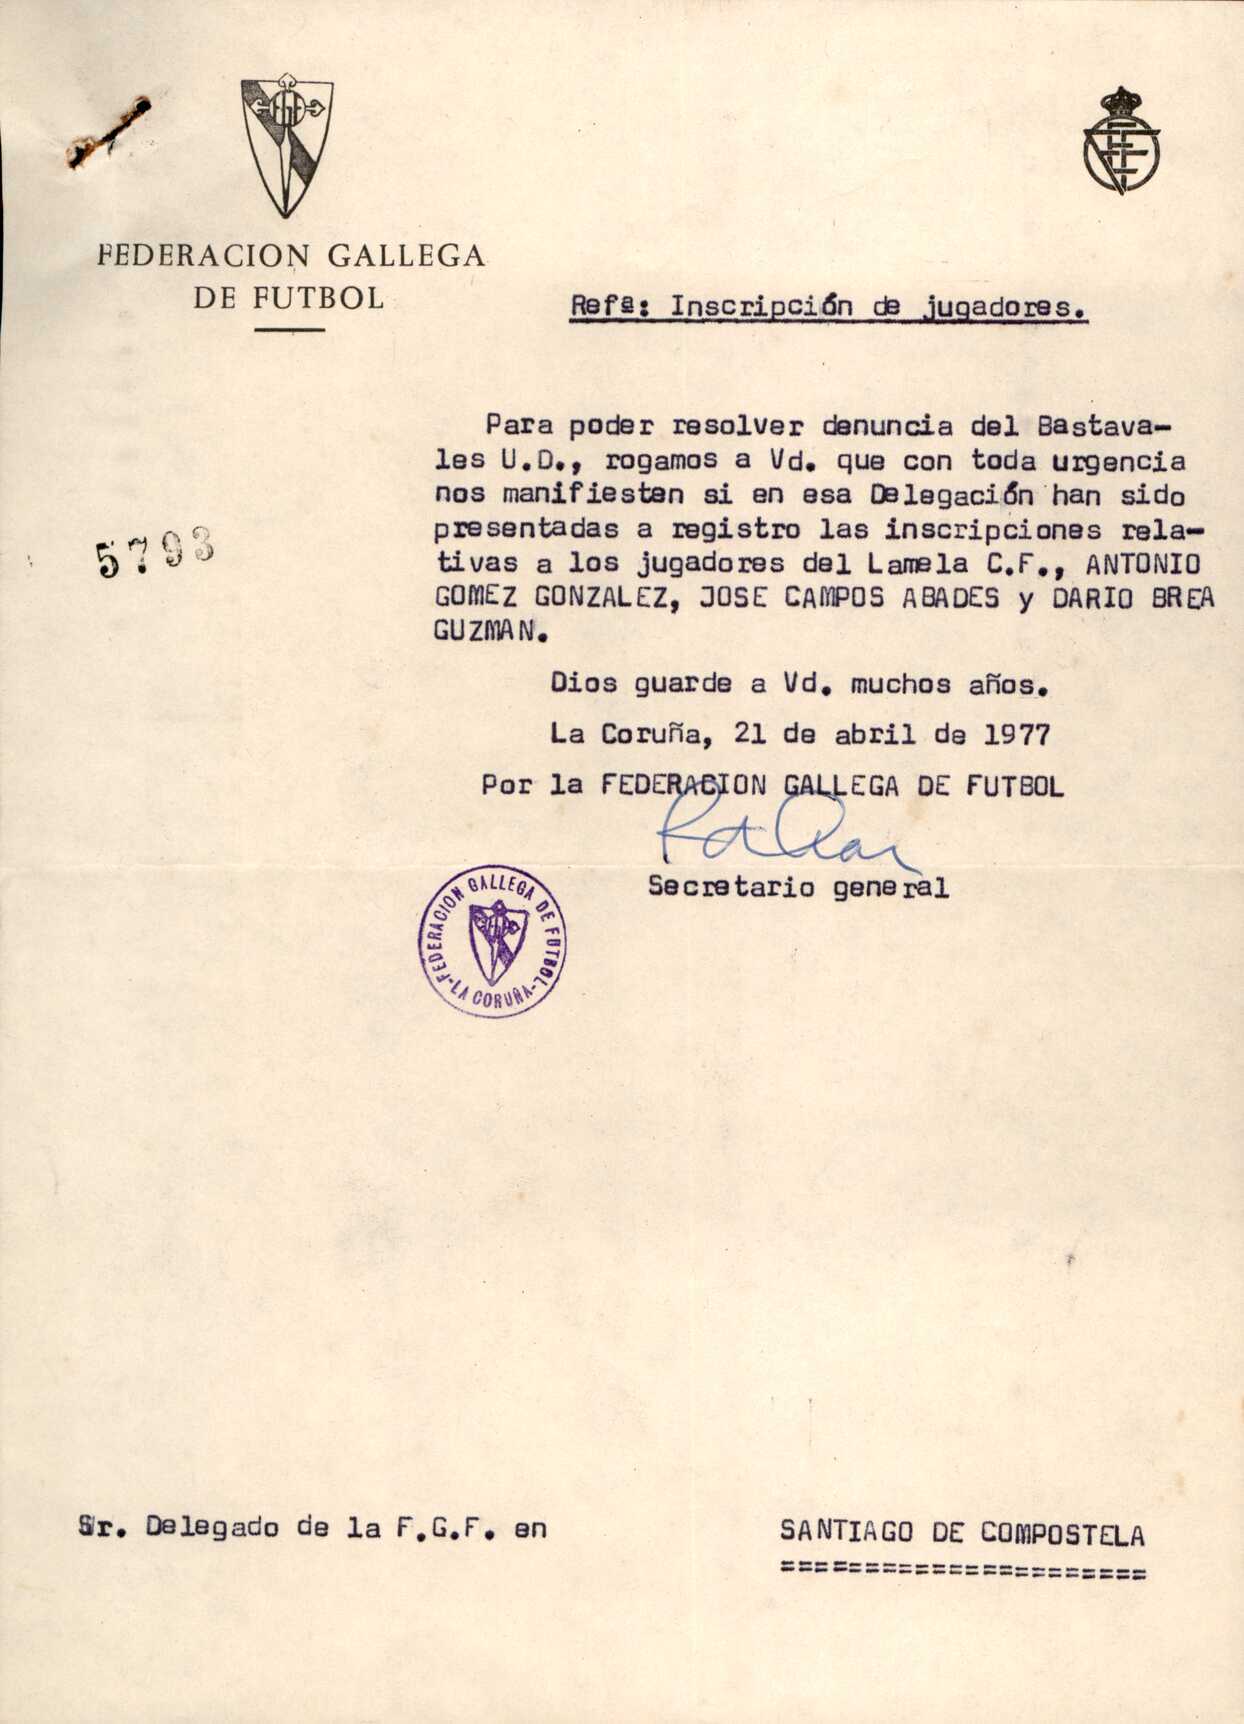 FGF
FEDERACION GALLEGA
DE FUTBOL
Refª: Inscripción de jugadores.
Para poder resolver denuncia del Bastava-
les U.D., rogamos a Vd. que con toda urgencia
nos manifiesten si en esa Delegación han sido
presentadas a registro las inscripciones rela-
tivas a los jugadores del Lamela C.F., ANTONIO
GOMEZ GONZALEZ, JOSE CAMPOS ABADES y DARIO BREA
GUZMAN.
5793
Dios guarde a Vd. muchos años.
La Coruña, 21 de abril de 1977
Por la FEDERACION GALLEGA DE FUTBOL
Secretario general
FEDERACION GALLEGA DE FUTBOL
-LA CORUÑA-
Sr. Delegado de la F.G.F. en
SANTIAGO DE COMPOSTELA
======================